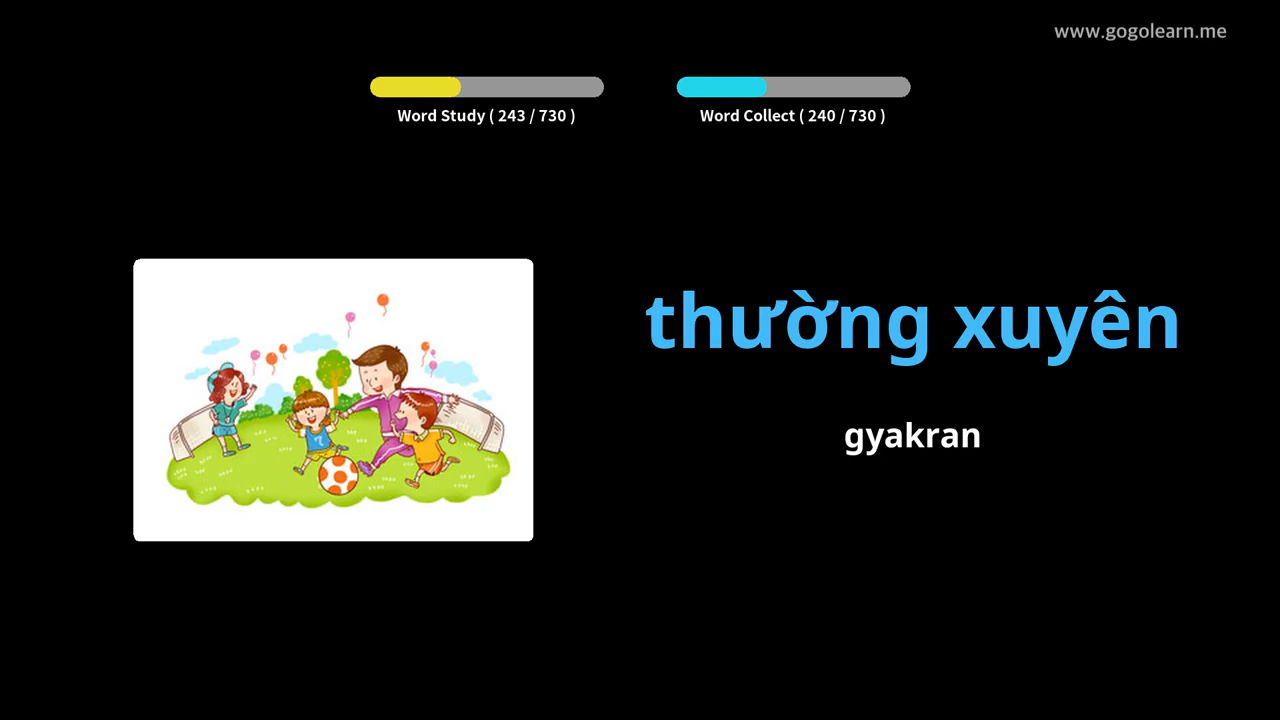 www.gogolearn.me
Word Study ( 243 / 730 )
Word Collect ( 240 / 730 )
thường xuyên
gyakran